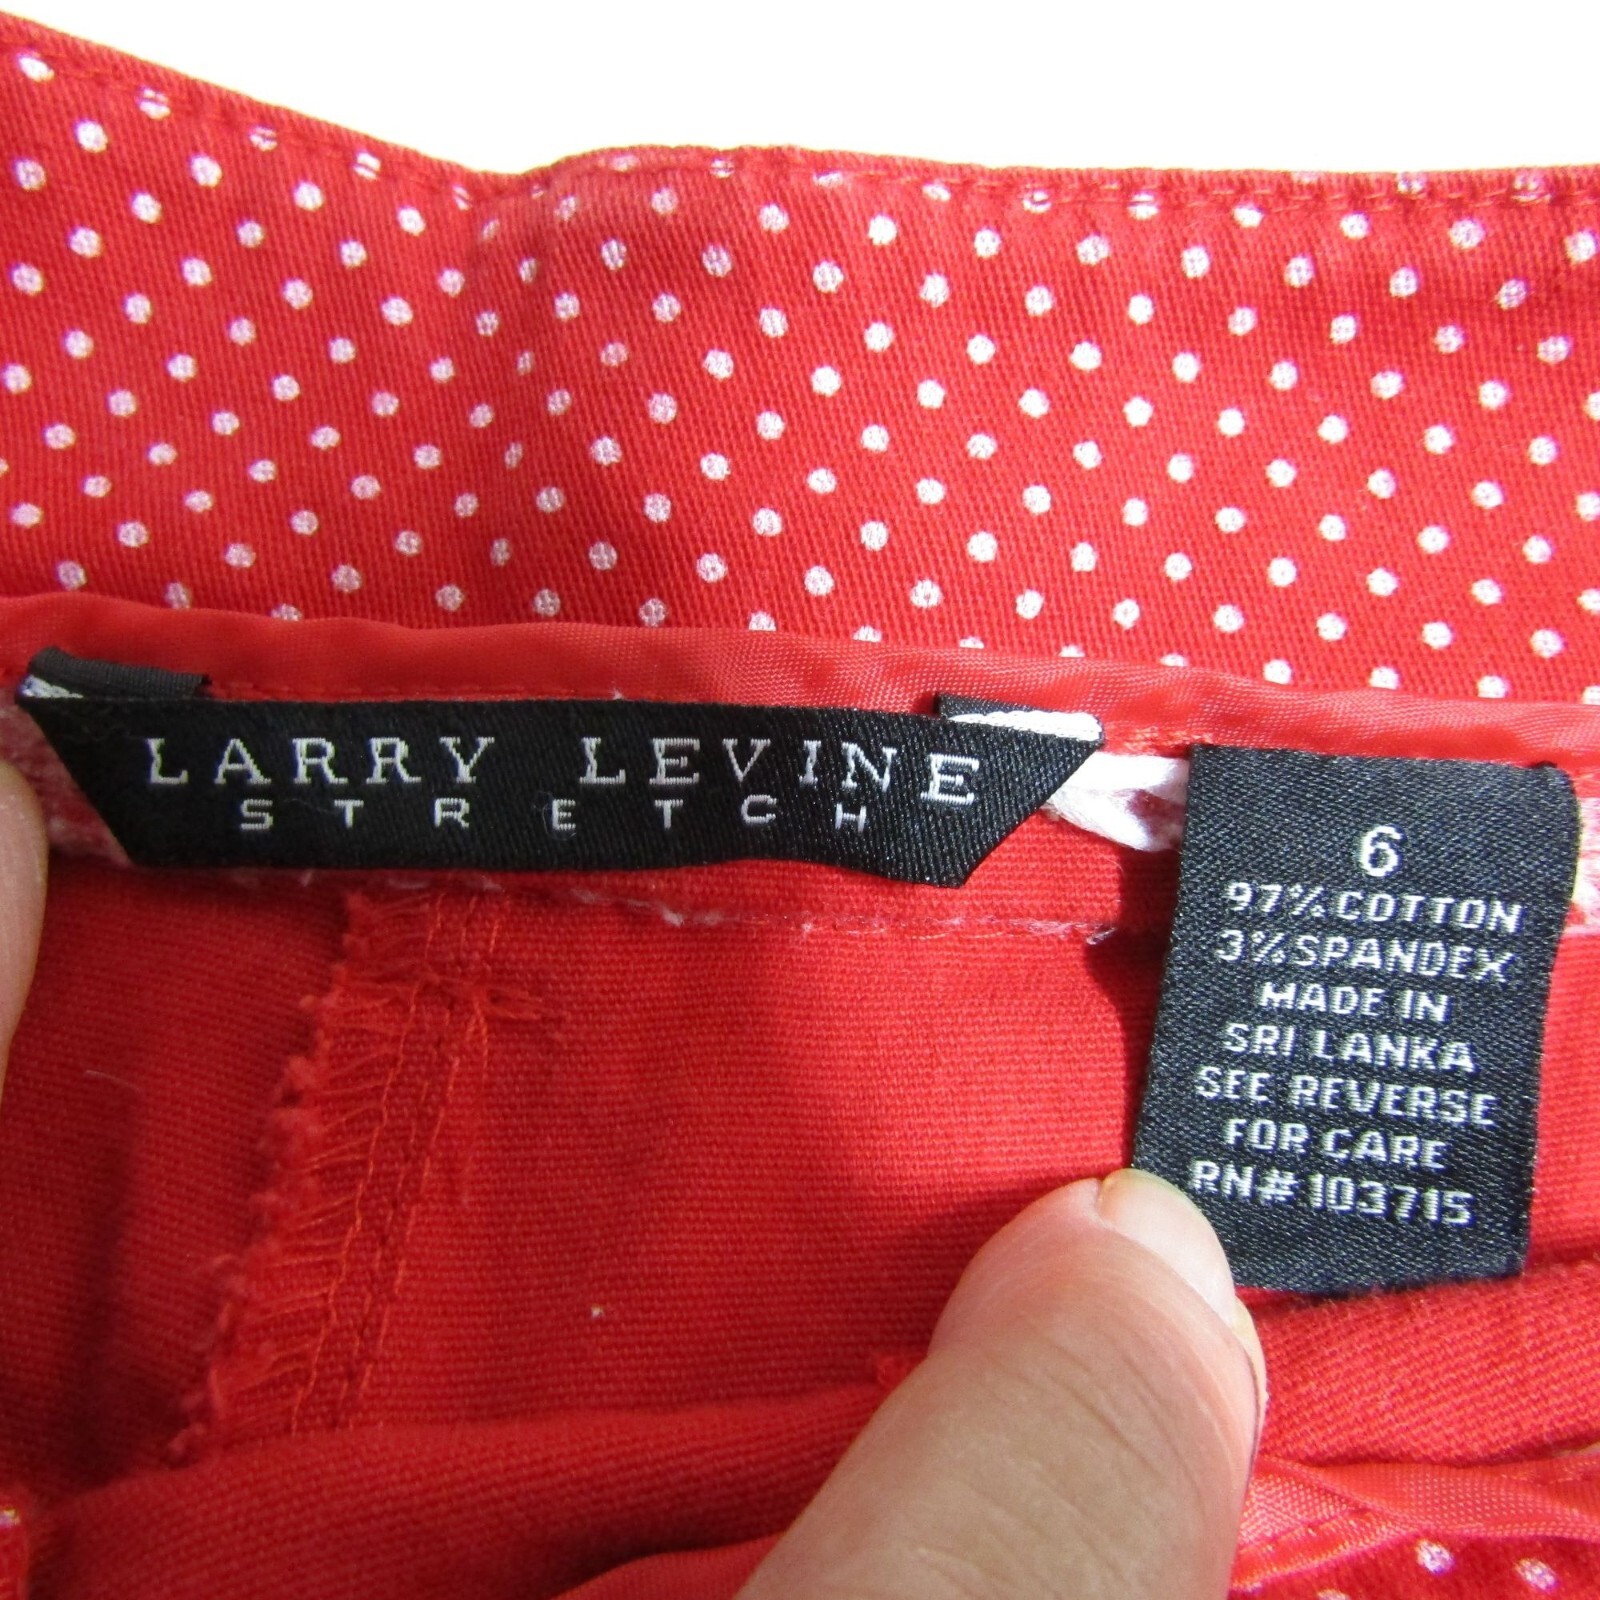 LARRY LEVINE
STRETCH
6
97% COTTON
3% SPANDEX
MADE IN
SRI LANKA
SEE REVERSE
FOR CARE
RN# 103715